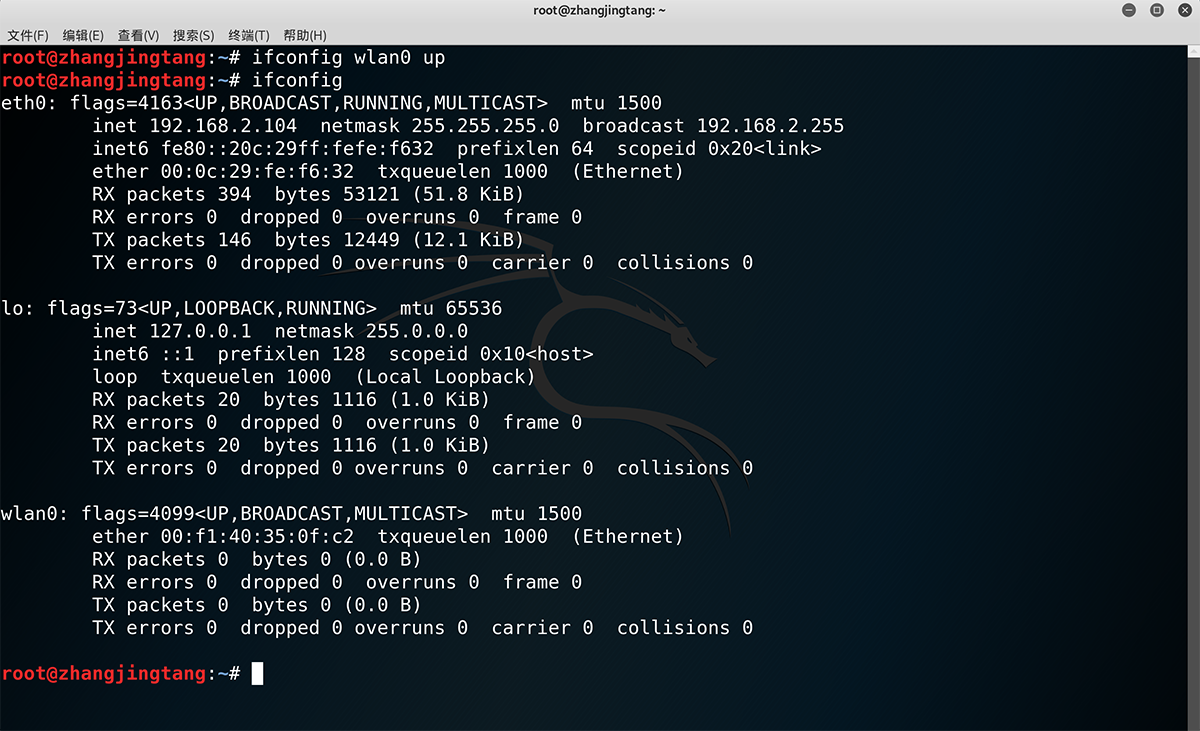 root@zhangjingtang: ~
文件(F) 编辑(E) 查看(V) 搜索(S) 终端(T) 帮助(H)
root@zhangjingtang:~# ifconfig wlan0 up
root@zhangjingtang:~# ifconfig
eth0: flags=4163<UP,BROADCAST,RUNNING,MULTICAST>  mtu 1500
        inet 192.168.2.104  netmask 255.255.255.0  broadcast 192.168.2.255
        inet6 fe80::20c:29ff:fefe:f632  prefixlen 64  scopeid 0x20<link>
        ether 00:0c:29:fe:f6:32  txqueuelen 1000  (Ethernet)
        RX packets 394  bytes 53121 (51.8 KiB)
        RX errors 0  dropped 0  overruns 0  frame 0
        TX packets 146  bytes 12449 (12.1 KiB)
        TX errors 0  dropped 0 overruns 0  carrier 0  collisions 0

lo: flags=73<UP,LOOPBACK,RUNNING>  mtu 65536
        inet 127.0.0.1  netmask 255.0.0.0
        inet6 ::1  prefixlen 128  scopeid 0x10<host>
        loop  txqueuelen 1000  (Local Loopback)
        RX packets 20  bytes 1116 (1.0 KiB)
        RX errors 0  dropped 0  overruns 0  frame 0
        TX packets 20  bytes 1116 (1.0 KiB)
        TX errors 0  dropped 0 overruns 0  carrier 0  collisions 0

wlan0: flags=4099<UP,BROADCAST,MULTICAST>  mtu 1500
        ether 00:f1:40:35:0f:c2  txqueuelen 1000  (Ethernet)
        RX packets 0  bytes 0 (0.0 B)
        RX errors 0  dropped 0  overruns 0  frame 0
        TX packets 0  bytes 0 (0.0 B)
        TX errors 0  dropped 0 overruns 0  carrier 0  collisions 0

root@zhangjingtang:~#